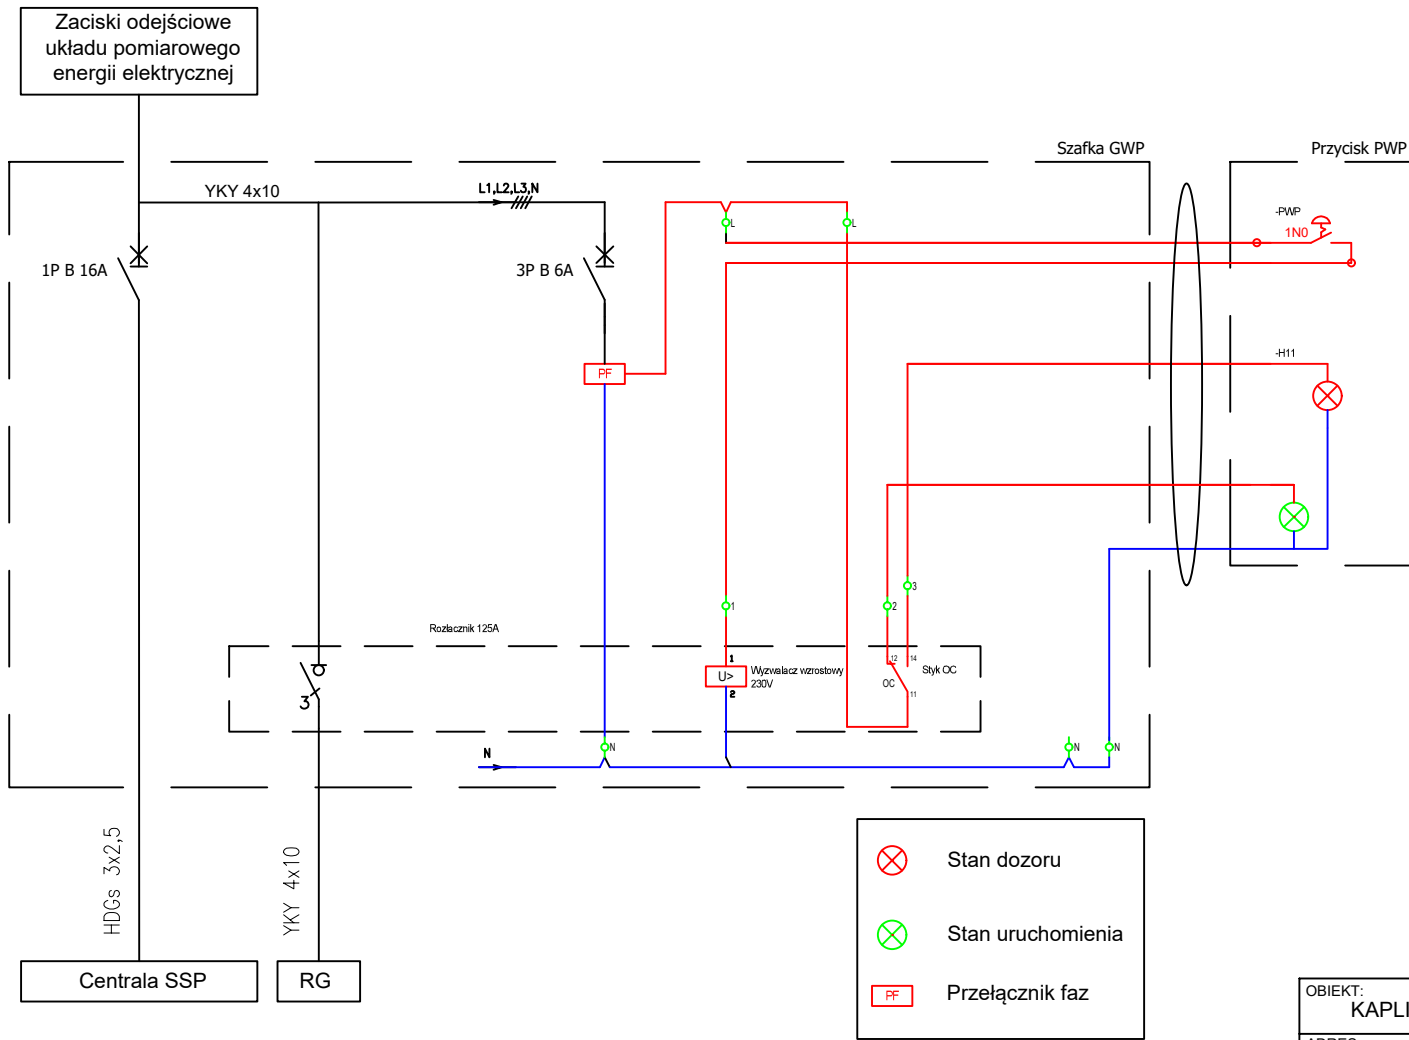 Zaciski odejściowe
układu pomiarowego
energii elektrycznej
Szafka GWP
Przycisk PWP
YKY 4x10
L1,L2,L3,N
L
L
-PWP
1N0
1P B 16A
3P B 6A
PF
-H11
3
1
2
Rozłacznik 125A
1
U>
2
Wyzwalacz wzrostowy
230V
12
14
OC
11
Styk OC
3
N
N
N
N
HDGs 3x2,5
YKY 4x10
Stan dozoru
Stan uruchomienia
PF
Przełącznik faz
Centrala SSP
RG
OBIEKT:
KAPLI